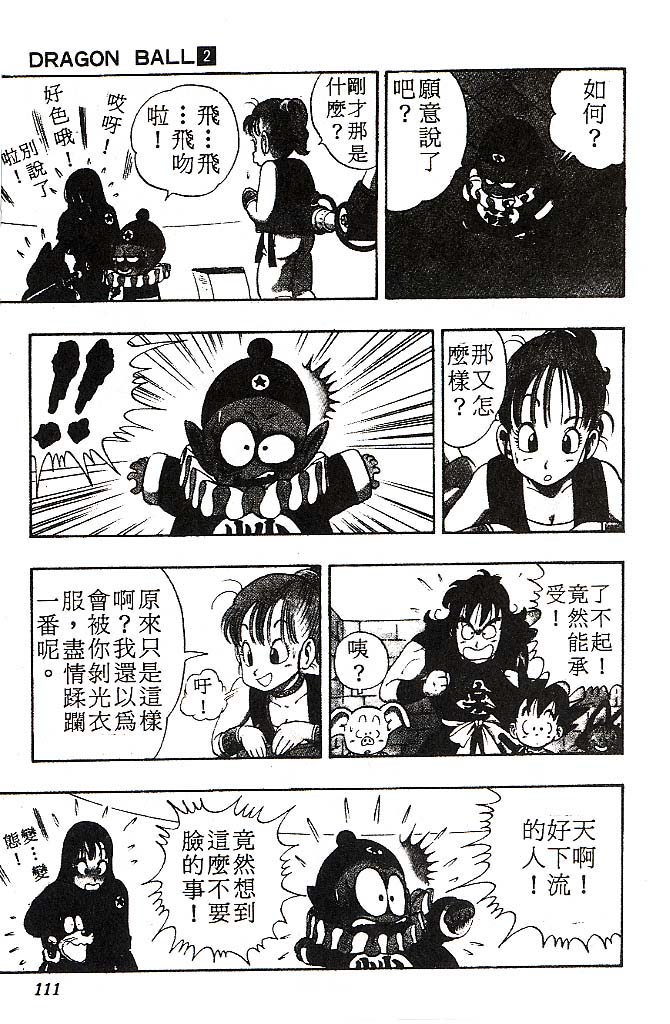 DRAGON BALL 2
如何？
願意說了
吧？
剛才那是
什麼？
飛…飛
…飛吻
啦！
哎呀！
好色哦！
別說了
啦！
那又怎
麼樣？
!!
了不起！
竟然能承
受！
咦？
吁！
原來只是這樣
啊？我還以為
會被你剝光衣
服，盡情蹂躪
一番呢。
天啊！
好下流
的人！
竟然想到
這麼不要
臉的事！
變…變
態！
111